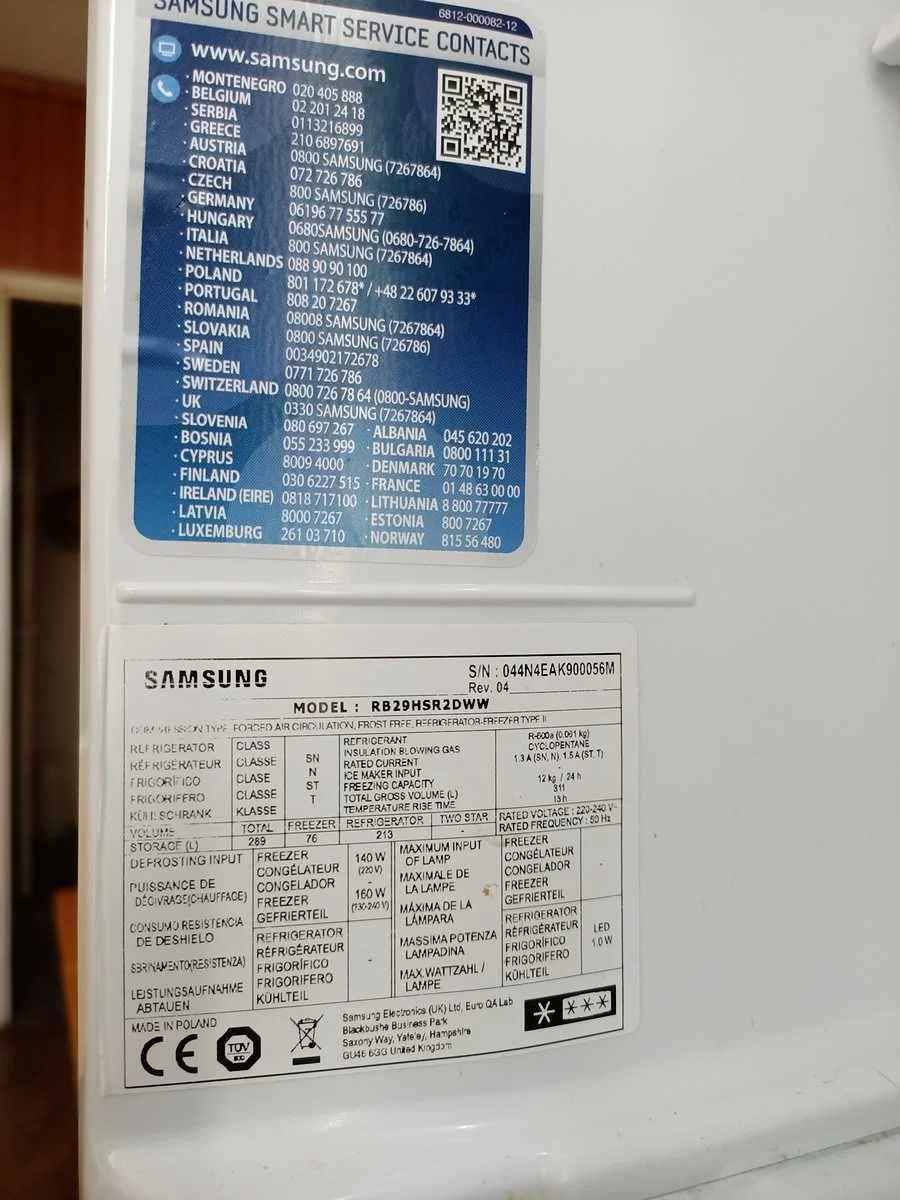 SAMSUNG SMART SERVICE CONTACTS
6812-000082-12
www.samsung.com
· MONTENEGRO 020 405 888
· BELGIUM 02 201 24 18
· SERBIA 0113216899
· GREECE 210 6897691
· AUSTRIA 0800 SAMSUNG (7267864)
· CROATIA 072 726 786
· CZECH 800 SAMSUNG (726786)
· GERMANY 06196 77 555 77
· HUNGARY 0680SAMSUNG (0680-726-7864)
· ITALIA 800 SAMSUNG (7267864)
· NETHERLANDS 088 90 90 100
· POLAND 801 172 678* / +48 22 607 93 33*
· PORTUGAL 808 20 7267
· ROMANIA 08008 SAMSUNG (7267864)
· SLOVAKIA 0800 SAMSUNG (726786)
· SPAIN 0034902172678
· SWEDEN 0771 726 786
· SWITZERLAND 0800 726 78 64 (0800-SAMSUNG)
· UK 0330 SAMSUNG (7267864)
· SLOVENIA 080 697 267 · ALBANIA 045 620 202
· BOSNIA 055 233 999 · BULGARIA 0800 111 31
· CYPRUS 8009 4000 · DENMARK 70 70 19 70
· FINLAND 030 6227 515 · FRANCE 01 48 63 00 00
· IRELAND (EIRE) 0818 717100 · LITHUANIA 8 800 77777
· LATVIA 8000 7267 · ESTONIA 800 7267
· LUXEMBURG 261 03 710 · NORWAY 815 56 480
SAMSUNG
S/N : 044N4EAK900056M
Rev. 04
MODEL : RB29HSR2DWW
COMPRESSION TYPE, FORCED AIR CIRCULATION, FROST FREE, REFRIGERATOR-FREEZER TYPE II
REFRIGERATOR CLASS
RÉFRIGÉRATEUR CLASSE SN
FRIGORÍFICO CLASE N
FRIGORIFERO CLASSE ST
KÜHLSCHRANK KLASSE T
REFRIGERANT R-600a (0.061 kg)
INSULATION BLOWING GAS CYCLOPENTANE
RATED CURRENT 1.3 A (SN, N), 1.5 A (ST, T)
ICE MAKER INPUT
FREEZING CAPACITY 12 kg / 24 h
TOTAL GROSS VOLUME (L) 311
TEMPERATURE RISE TIME 13 h
VOLUME TOTAL FREEZER REFRIGERATOR TWO STAR RATED VOLTAGE : 220-240 V~
STORAGE (L) 289 76 213 - RATED FREQUENCY : 50 Hz
DEFROSTING INPUT
PUISSANCE DE
DÉGIVRAGE(CHAUFFAGE)
CONSUMO RESISTENCIA
DE DESHIELO
SBRINAMENTO(RESISTENZA)
LEISTUNGSAUFNAHME
ABTAUEN
FREEZER
CONGÉLATEUR
CONGELADOR
FREEZER
GEFRIERTEIL
140 W
(220 V)
-
160 W
(230-240 V)
REFRIGERATOR
RÉFRIGÉRATEUR
FRIGORÍFICO
FRIGORIFERO
KÜHLTEIL
-
MAXIMUM INPUT
OF LAMP
MAXIMALE DE
LA LAMPE
MÁXIMA DE LA
LÁMPARA
MASSIMA POTENZA
LAMPADINA
MAX.WATTZAHL /
LAMPE
FREEZER
CONGÉLATEUR
CONGELADOR
FREEZER
GEFRIERTEIL
REFRIGERATOR
RÉFRIGÉRATEUR
FRIGORÍFICO
FRIGORIFERO
KÜHLTEIL
LED
1.0 W
MADE IN POLAND
CE
TÜV
Samsung Electronics (UK) Ltd, Euro QA Lab
Blackbushe Business Park
Saxony Way, Yateley, Hampshire
GU46 6GG United Kingdom